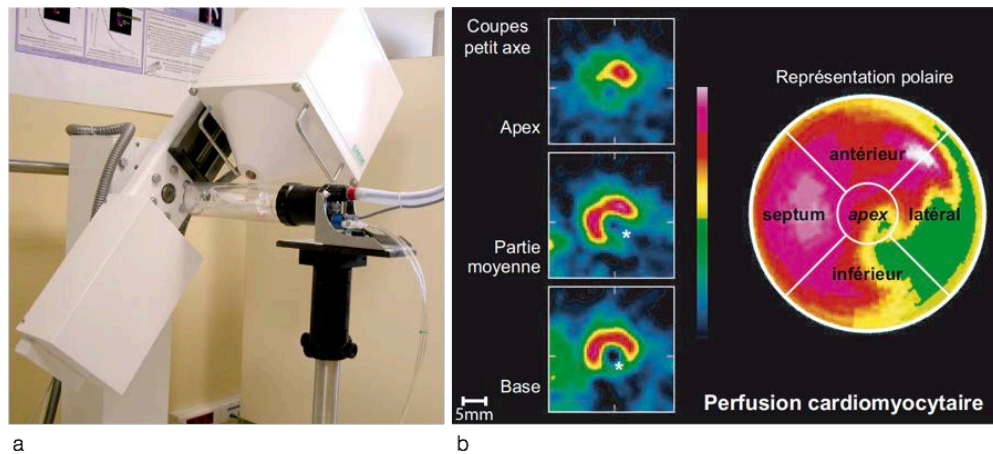 Coupes
petit axe
Apex
Partie
moyenne
Base
5mm
Représentation polaire
antérieur
septum
apex
latéral
inférieur
*
*
Perfusion cardiomyocytaire
a
b